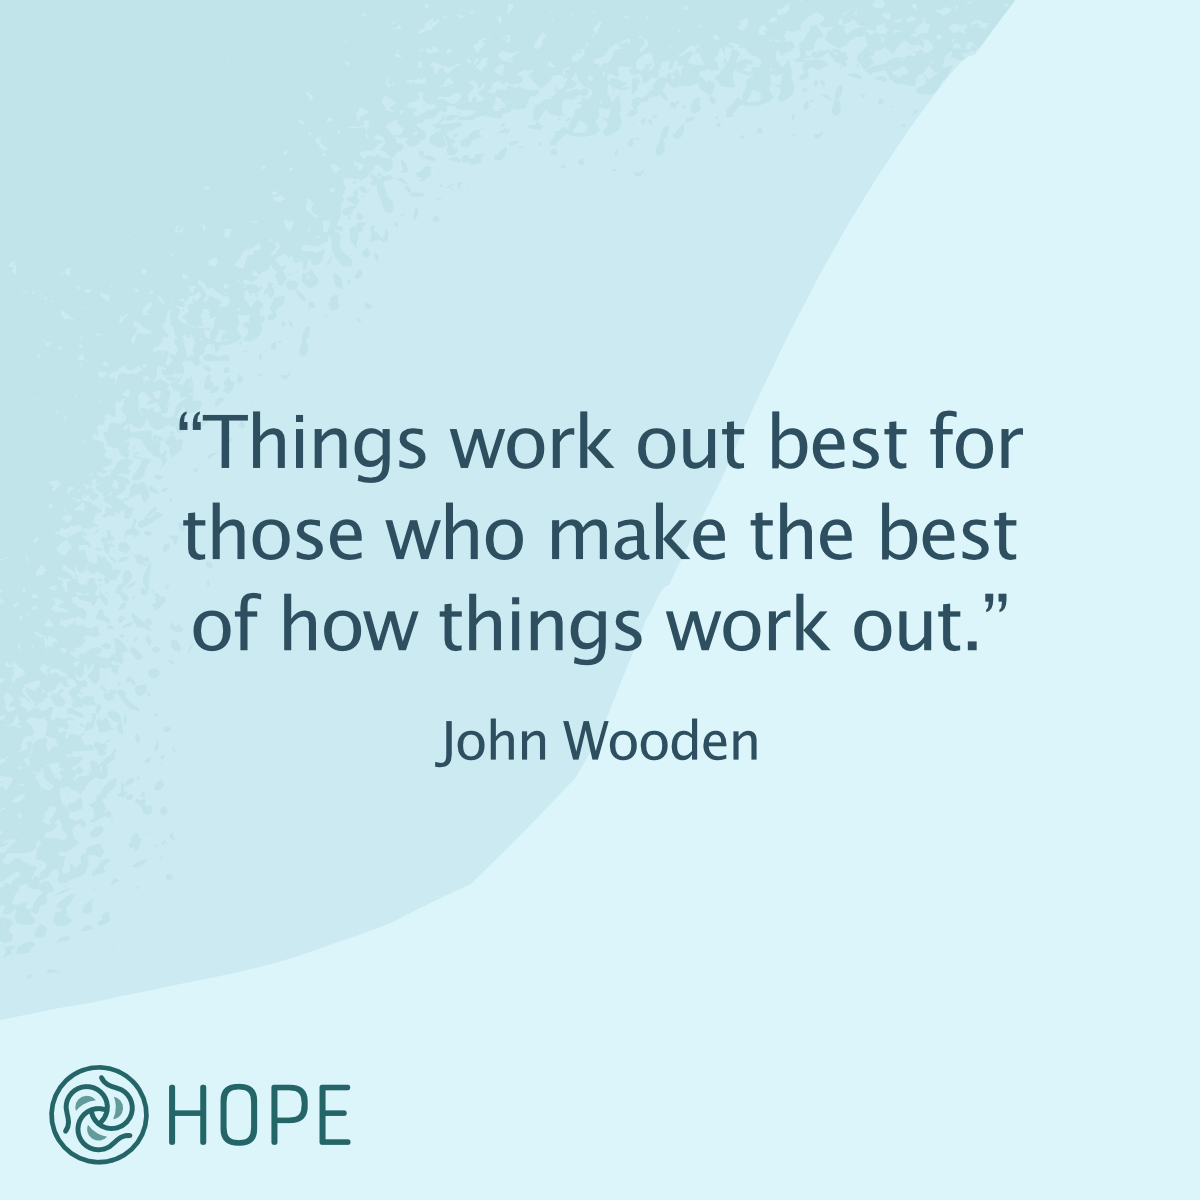 “Things work out best for
those who make the best
of how things work out.”
John Wooden
HOPE